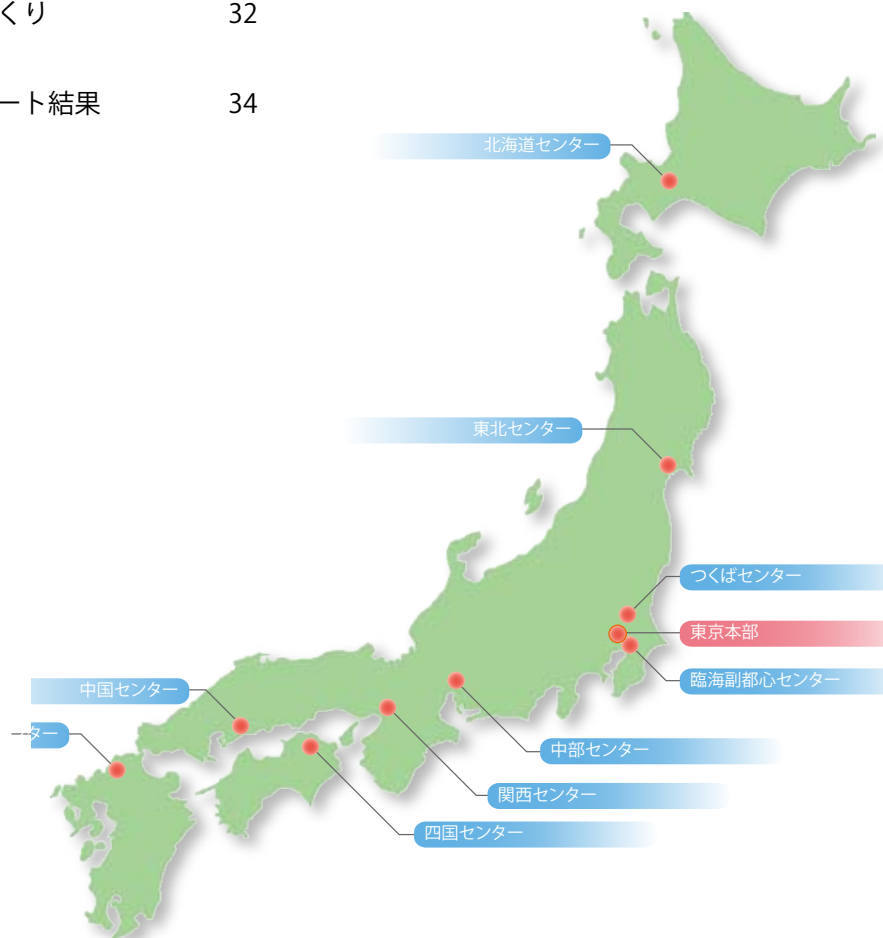 くり 32
ート結果 34
北海道センター
東北センター
つくばセンター
東京本部
臨海副都心センター
中国センター
ーター
中部センター
関西センター
四国センター